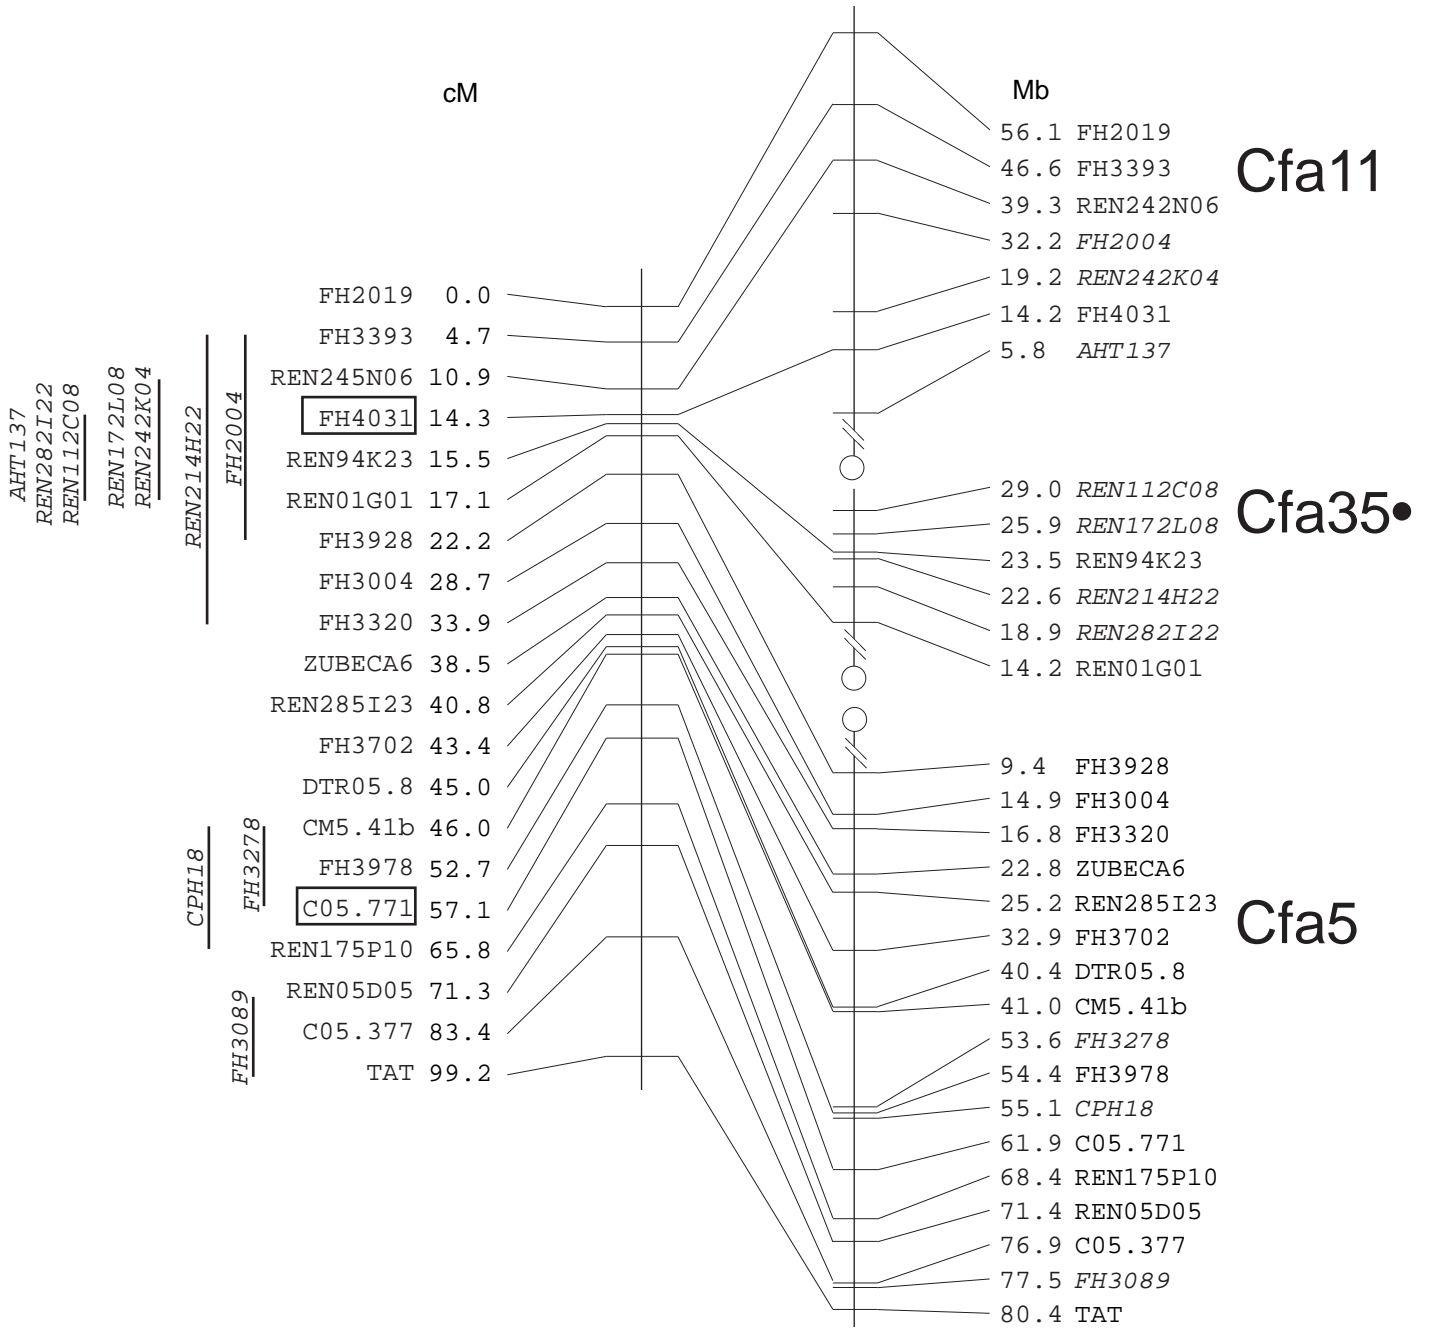 cM
FH2019 0.0
FH3393 4.7
REN245N06 10.9
FH4031 14.3
REN94K23 15.5
REN01G01 17.1
FH3928 22.2
FH3004 28.7
FH3320 33.9
ZUBECA6 38.5
REN285I23 40.8
FH3702 43.4
DTR05.8 45.0
CM5.41b 46.0
FH3978 52.7
C05.771 57.1
REN175P10 65.8
REN05D05 71.3
C05.377 83.4
TAT 99.2
AHT137
REN282I22
REN112C08
REN172L08
REN242K04
REN214H22
FH2004
CPH18
FH3278
FH3089
Mb
56.1 FH2019
46.6 FH3393
39.3 REN242N06
32.2 FH2004
19.2 REN242K04
14.2 FH4031
5.8 AHT137
Cfa11
29.0 REN112C08
25.9 REN172L08
23.5 REN94K23
22.6 REN214H22
18.9 REN282I22
14.2 REN01G01
Cfa35•
9.4 FH3928
14.9 FH3004
16.8 FH3320
22.8 ZUBECA6
25.2 REN285I23
32.9 FH3702
40.4 DTR05.8
41.0 CM5.41b
53.6 FH3278
54.4 FH3978
55.1 CPH18
61.9 C05.771
68.4 REN175P10
71.4 REN05D05
76.9 C05.377
77.5 FH3089
80.4 TAT
Cfa5